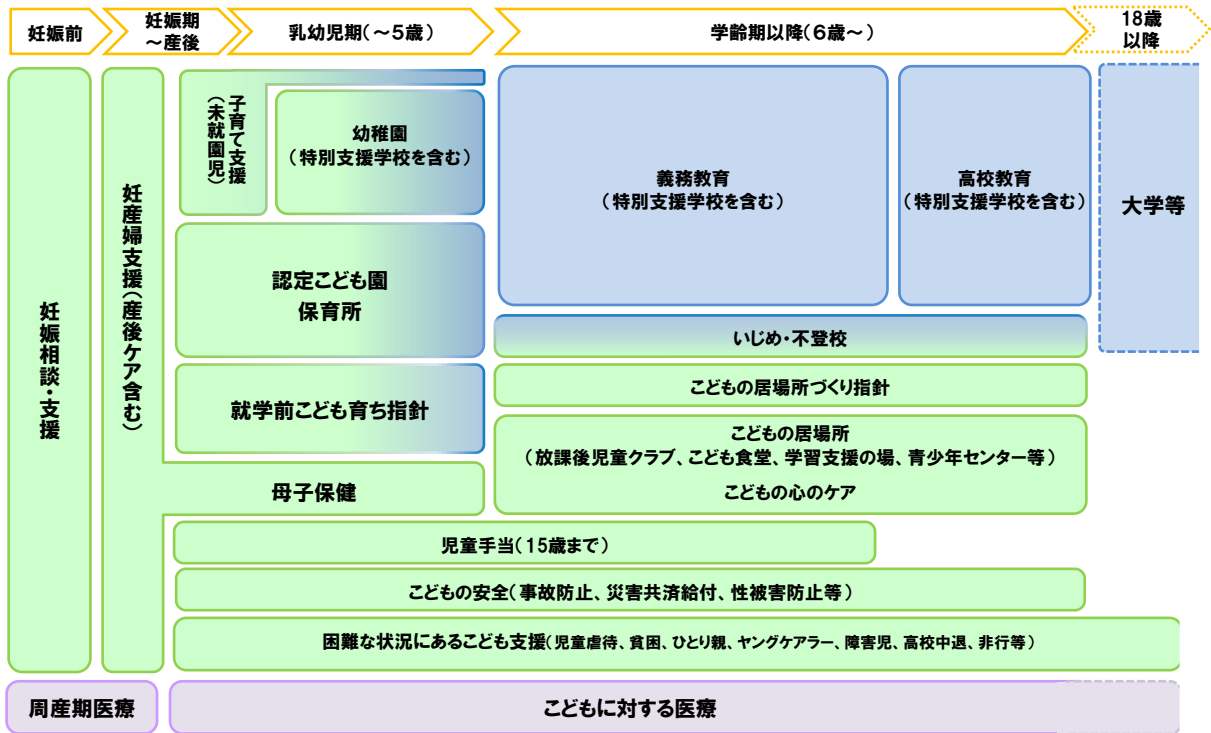 妊娠前
妊娠期
～産後
乳幼児期(～5歳)
学齢期以降(6歳～)
18歳
以降
妊娠相談・支援
妊産婦支援(産後ケア含む)
子育て支援
(未就園児)
幼稚園
(特別支援学校を含む)
認定こども園
保育所
就学前こども育ち指針
母子保健
義務教育
(特別支援学校を含む)
高校教育
(特別支援学校を含む)
大学等
いじめ・不登校
こどもの居場所づくり指針
こどもの居場所
(放課後児童クラブ、こども食堂、学習支援の場、青少年センター等)
こどもの心のケア
児童手当(15歳まで)
こどもの安全(事故防止、災害共済給付、性被害防止等)
困難な状況にあるこども支援(児童虐待、貧困、ひとり親、ヤングケアラー、障害児、高校中退、非行等)
周産期医療
こどもに対する医療